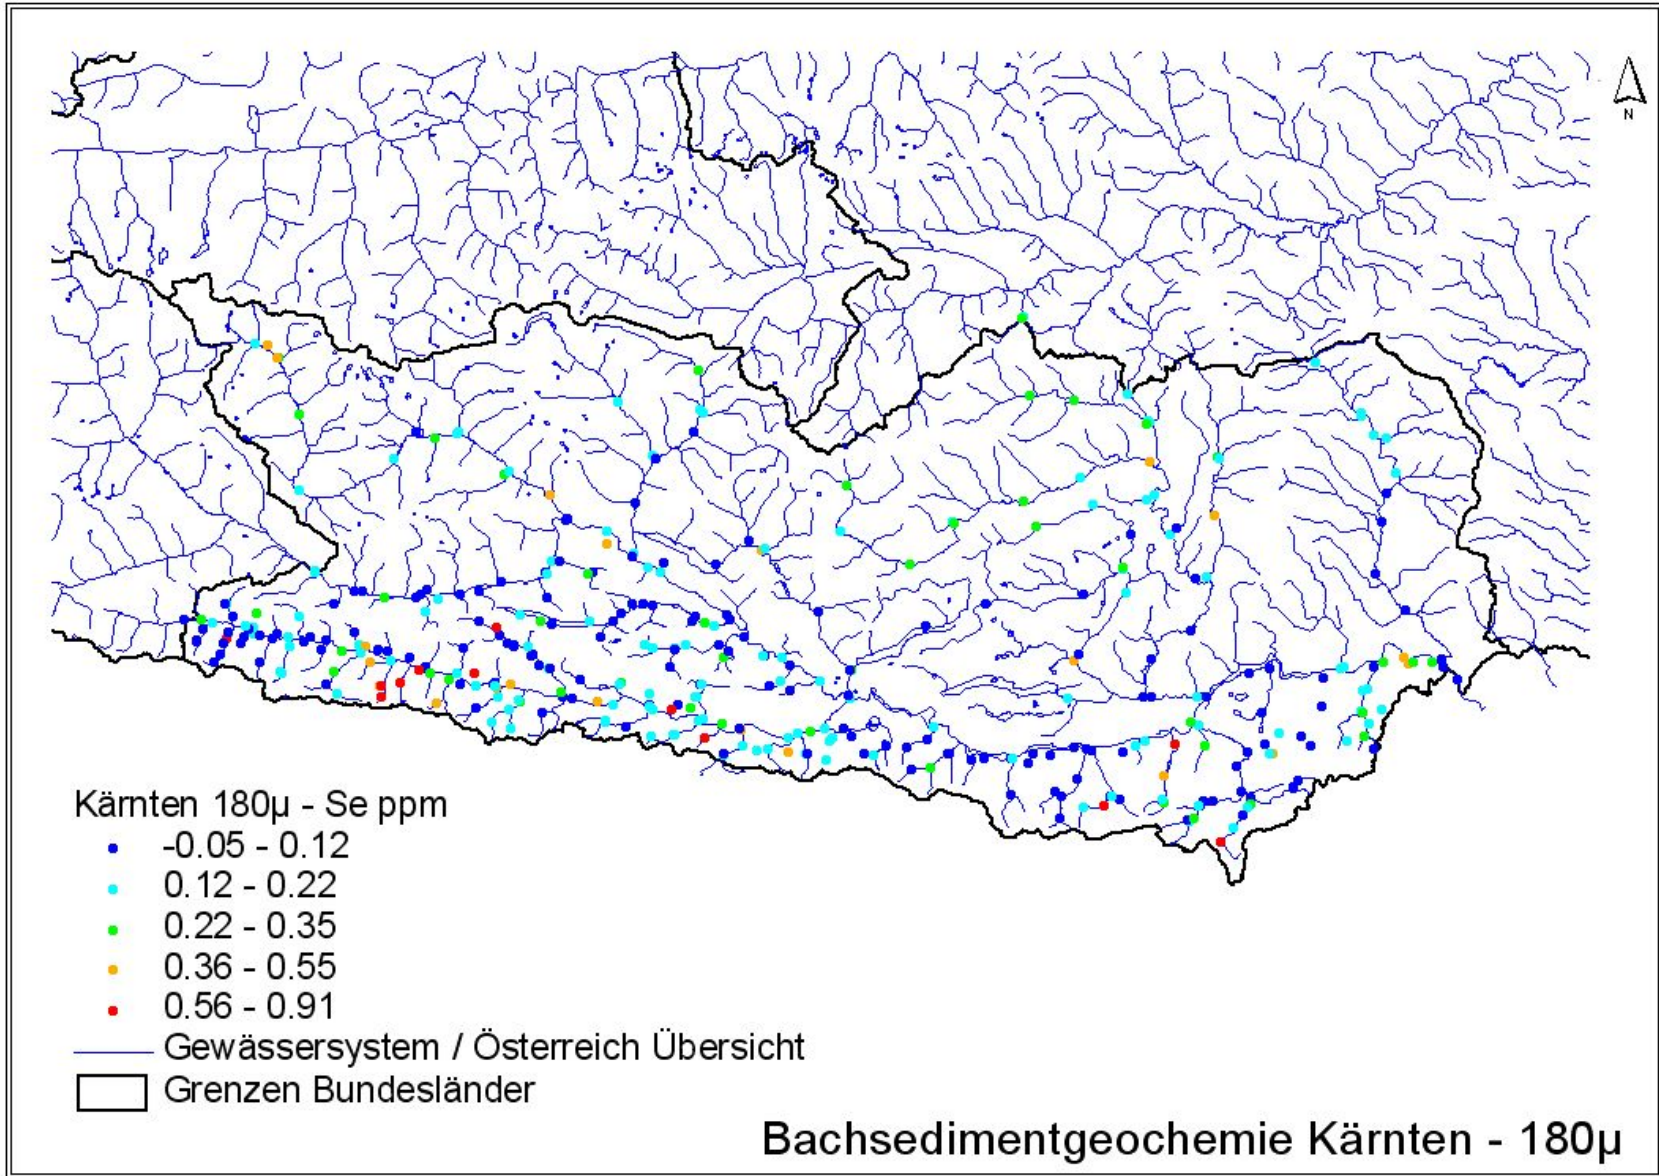 N
Kärnten 180µ - Se ppm
-0.05 - 0.12
0.12 - 0.22
0.22 - 0.35
0.36 - 0.55
0.56 - 0.91
Gewässersystem / Österreich Übersicht
Grenzen Bundesländer
Bachsedimentgeochemie Kärnten - 180µ